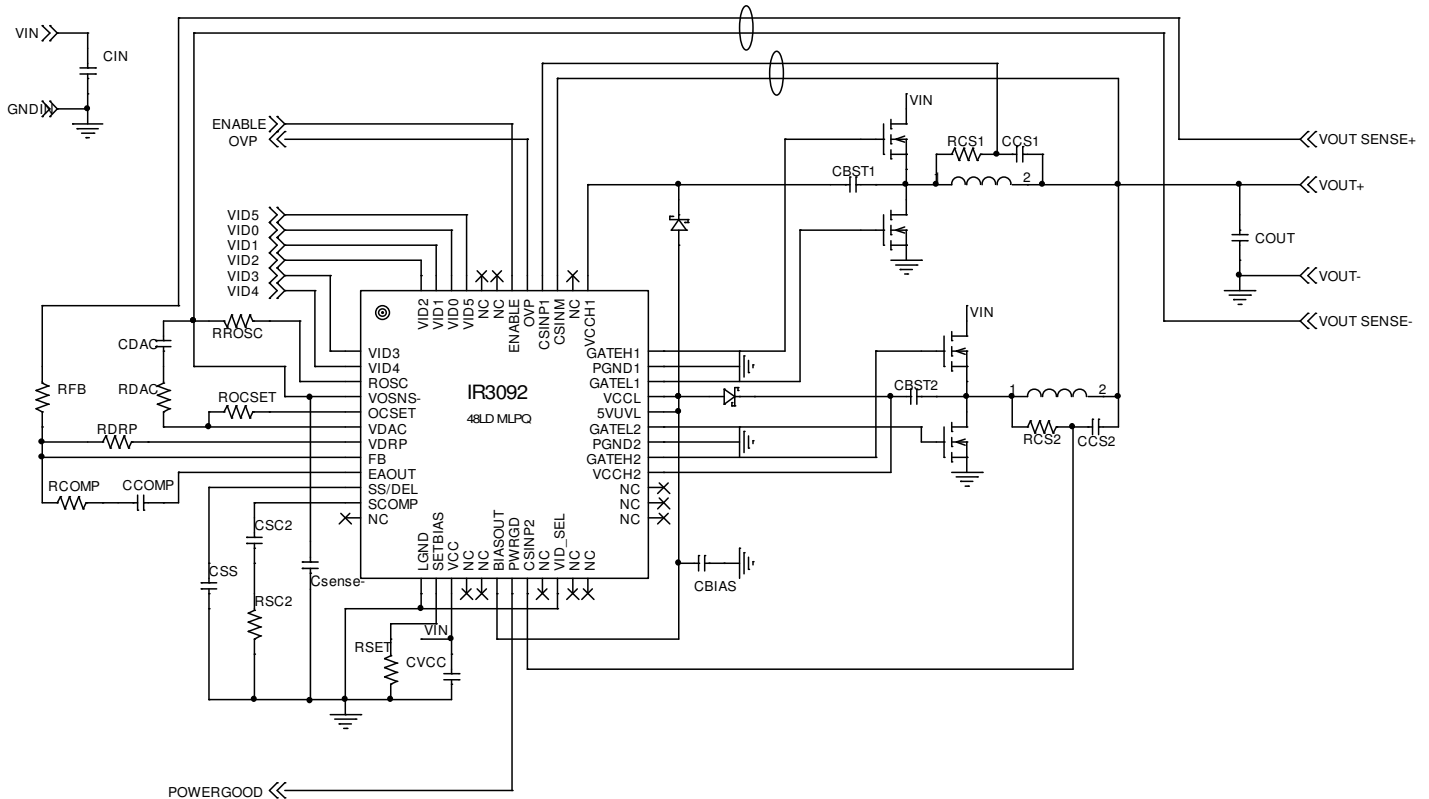 VIN
CIN
GNDIN
ENABLE
OVP
VIN
RCS1
CCS1
VOUT SENSE+
CBST1
1
2
VOUT+
VID5
VID0
VID1
VID2
VID3
VID4
COUT
VOUT-
VOUT SENSE-
VID2
VID1
VID0
VID5
NC
NC
ENABLE
OVP
CSINP1
CSINM
NC
VCCH1
RROSC
CDAC
RDAC
RFB
ROCSET
RDRP
RCOMP
CCOMP
VID3
VID4
ROSC
VOSNS-
OCSET
VDAC
VDRP
FB
EAOUT
SS/DEL
SCOMP
NC
IR3092
48LD MLPQ
GATEH1
PGND1
GATEL1
VCCL
5VUVL
GATEL2
PGND2
GATEH2
VCCH2
NC
NC
NC
VIN
CBST2
1
2
RCS2
CCS2
LGND
SETBIAS
VCC
NC
NC
BIASOUT
PWRGD
CSINP2
NC
VID_SEL
NC
NC
CSC2
CSS
Csense-
RSC2
CBIAS
VIN
RSET
CVCC
POWERGOOD